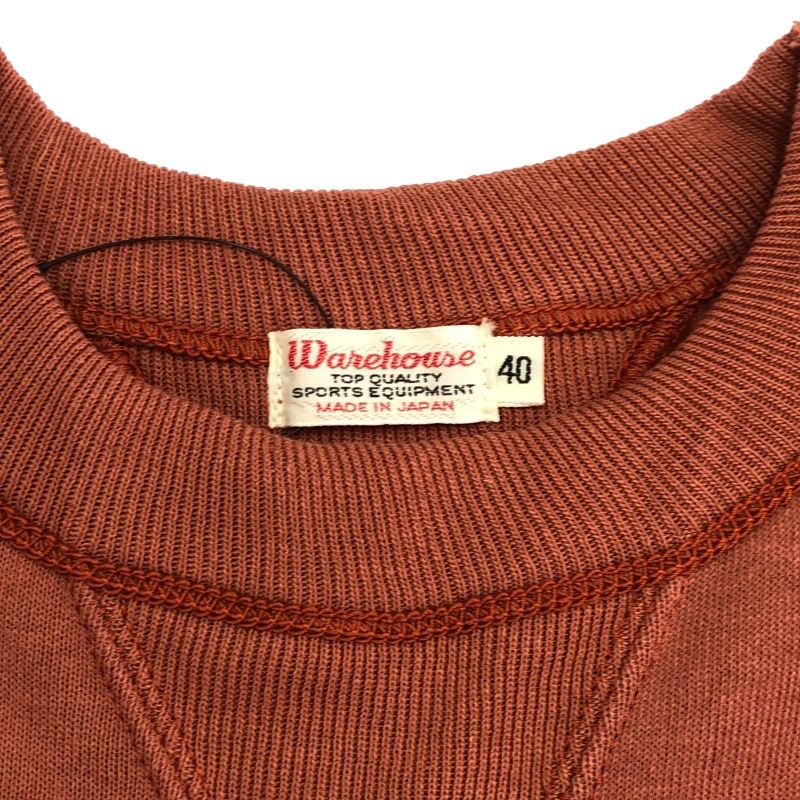 Warehouse
TOP QUALITY
SPORTS EQUIPMENT
MADE IN JAPAN
40